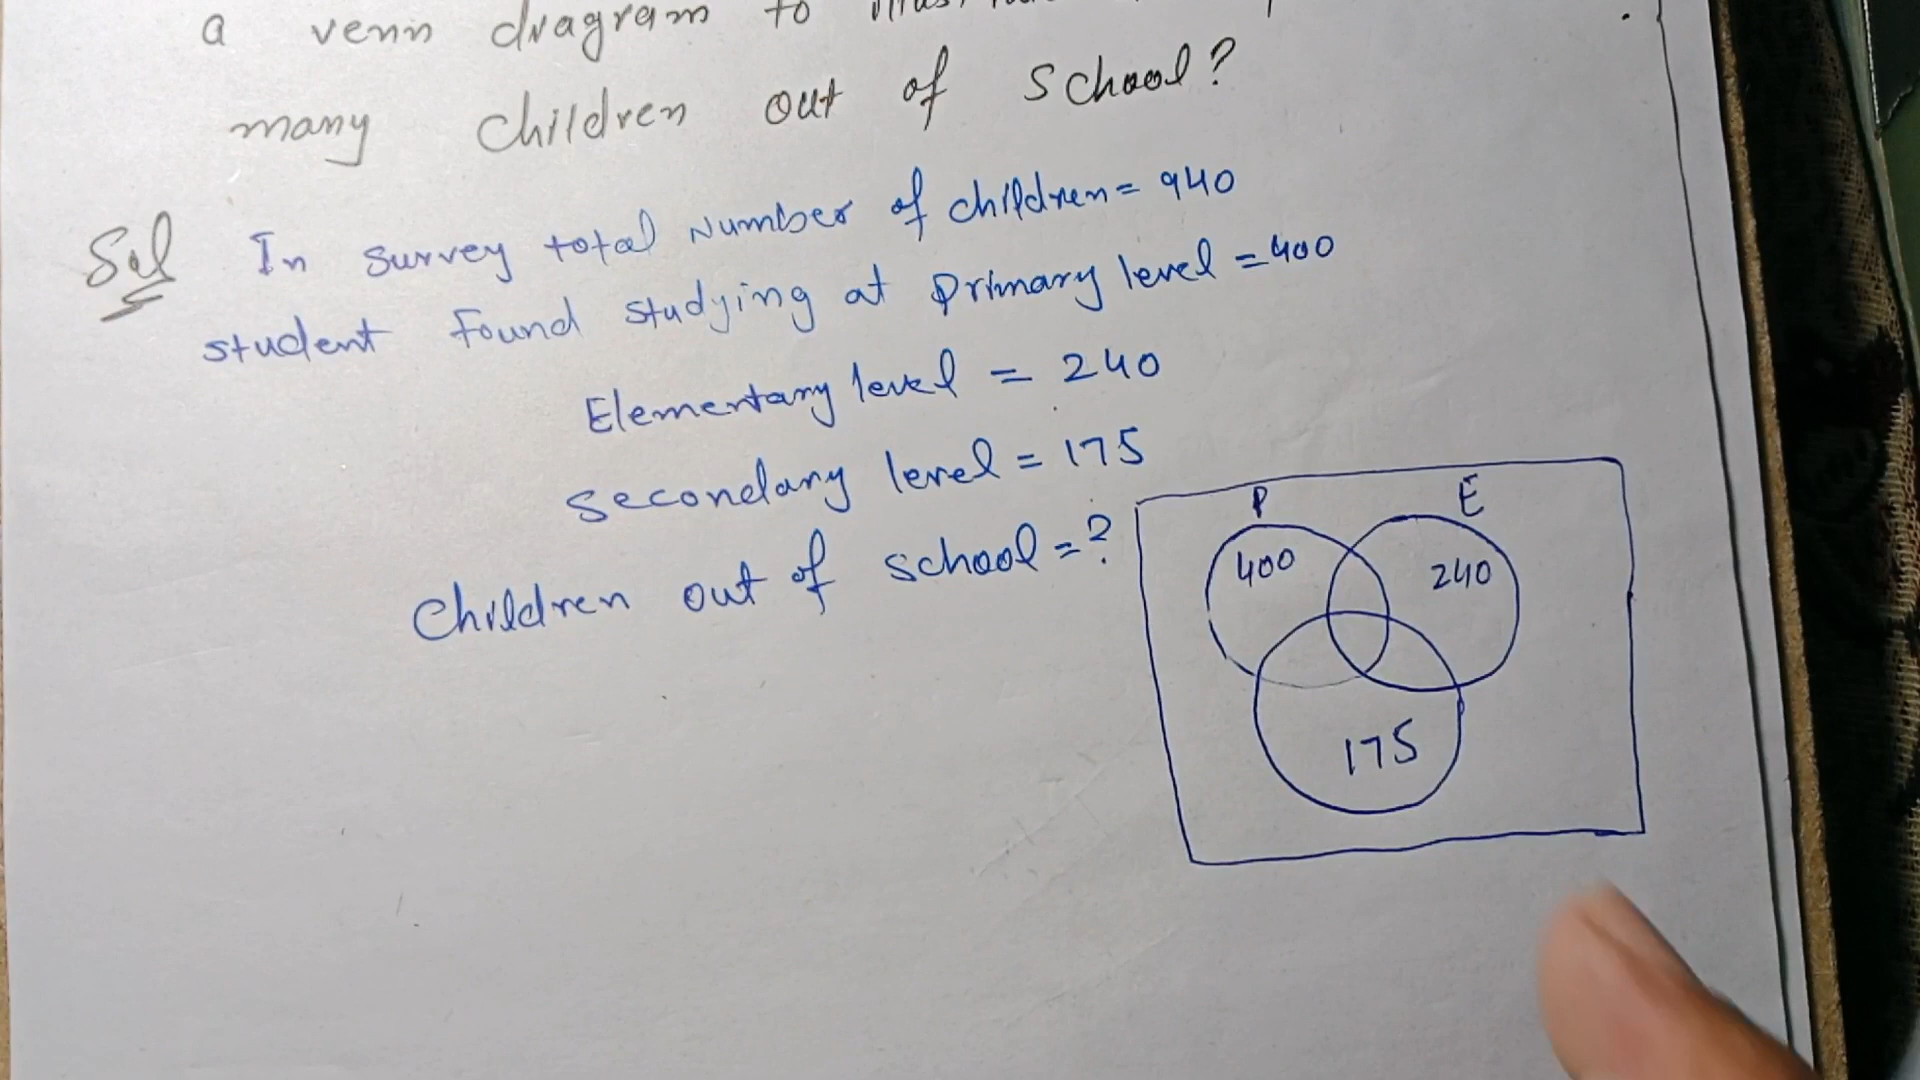 a venn diagram to
many children out of School?
Sol In survey total Number of children = 940
student Found studying at primary level = 400
Elementary level = 240
secondary level = 175
Children out of school = ?
P E
400 240
175